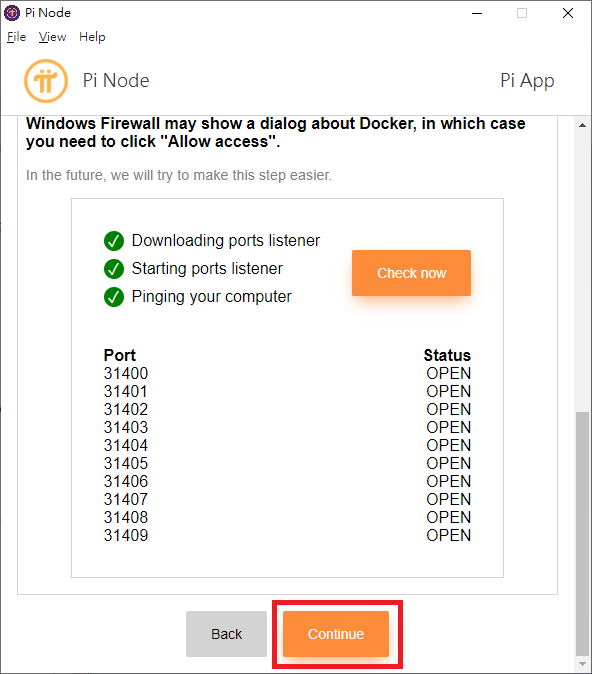 Pi Node
File View Help
Pi Node Pi App
Windows Firewall may show a dialog about Docker, in which case
you need to click "Allow access".
In the future, we will try to make this step easier.
Downloading ports listener
Starting ports listener
Check now
Pinging your computer
Port Status
31400 OPEN
31401 OPEN
31402 OPEN
31403 OPEN
31404 OPEN
31405 OPEN
31406 OPEN
31407 OPEN
31408 OPEN
31409 OPEN
Back Continue